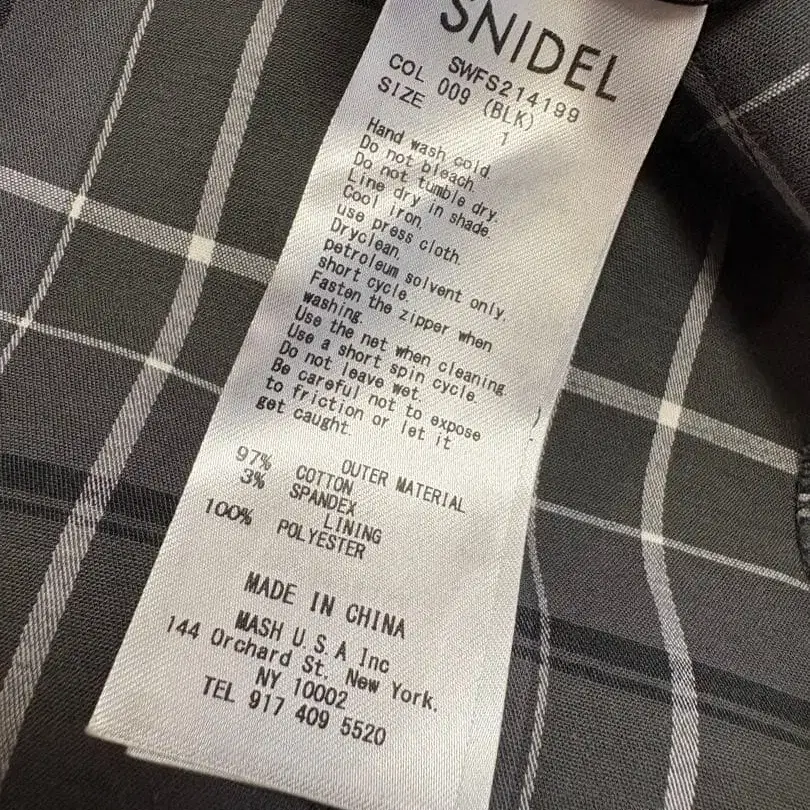 SNIDEL
SWFS214199
COL 009 (BLK)
SIZE 1
Hand wash cold.
Do not bleach.
Do not tumble dry.
Line dry in shade.
Cool iron.
use press cloth.
Dryclean.
petroleum solvent only.
short cycle.
Fasten the zipper when
washing.
Use the net when cleaning.
Use a short spin cycle.
Do not leave wet.
Be careful not to expose
to friction or let it
get caught.
OUTER MATERIAL
97% COTTON
3% SPANDEX
LINING
100% POLYESTER
MADE IN CHINA
MASH U.S.A Inc
144 Orchard St. New York.
NY 10002
TEL 917 409 5520